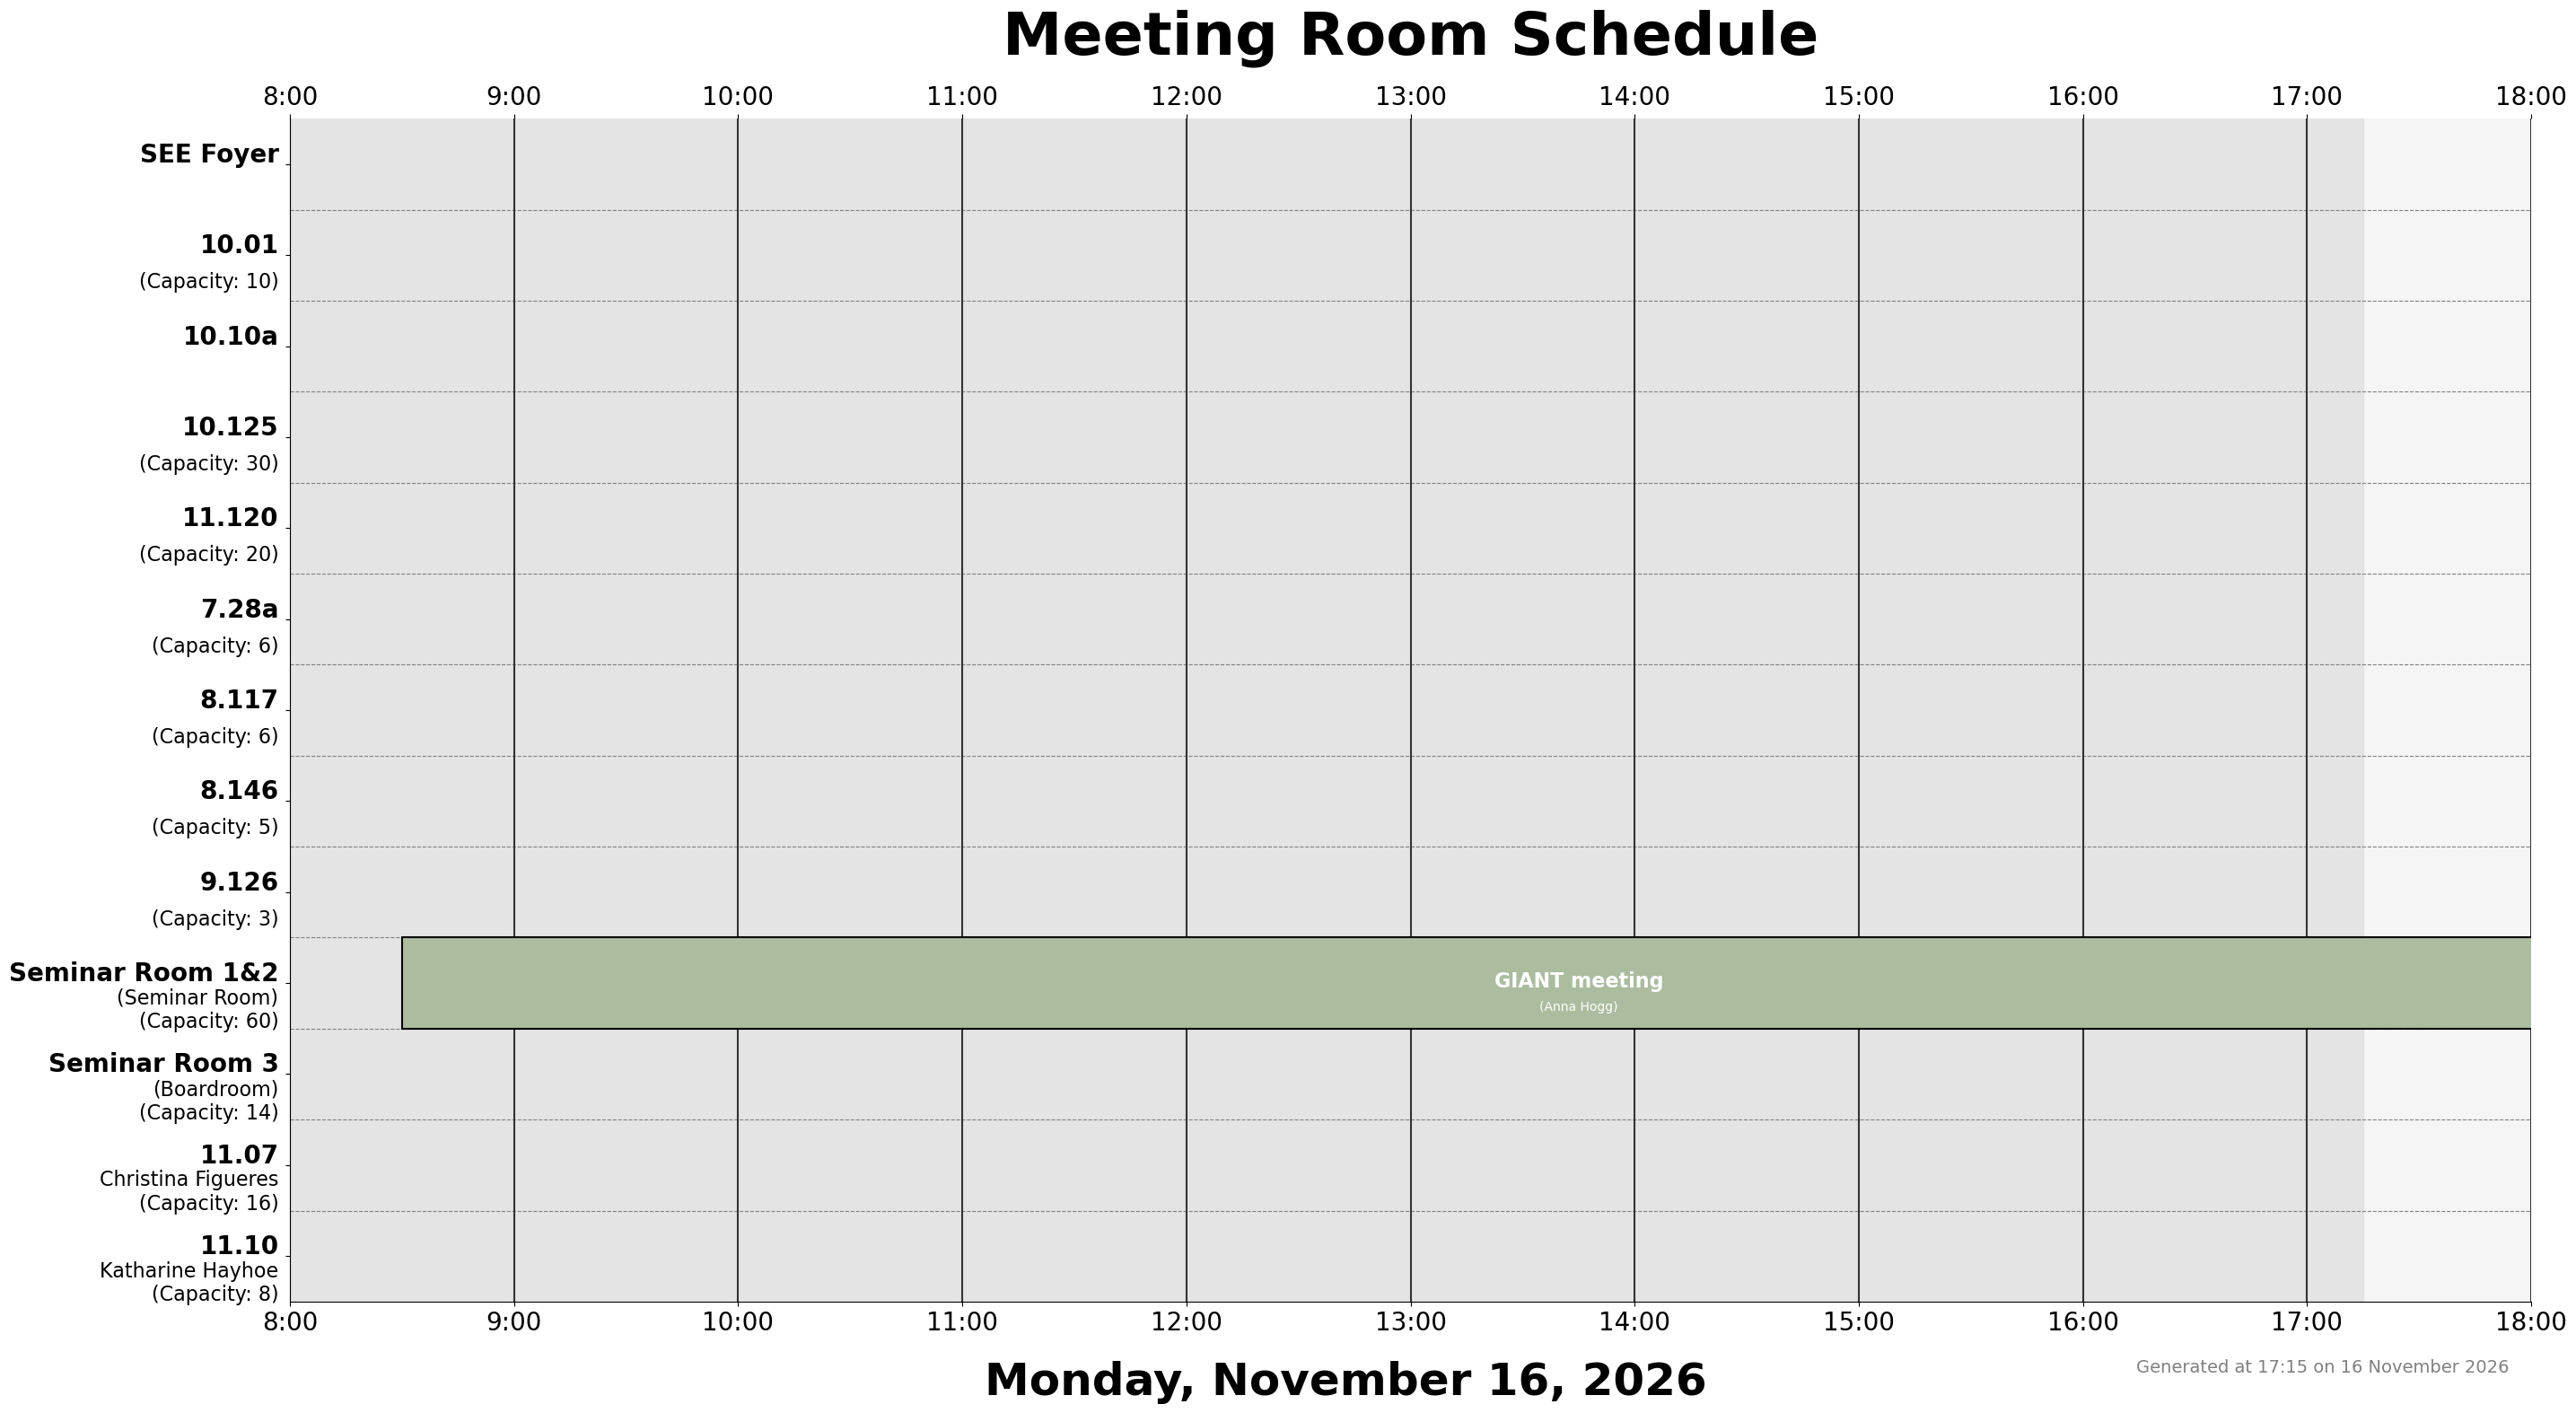 Meeting Room Schedule
8:00 9:00 10:00 11:00 12:00 13:00 14:00 15:00 16:00 17:00 18:00
SEE Foyer
10.01
(Capacity: 10)
10.10a
10.125
(Capacity: 30)
11.120
(Capacity: 20)
7.28a
(Capacity: 6)
8.117
(Capacity: 6)
8.146
(Capacity: 5)
9.126
(Capacity: 3)
Seminar Room 1&2
(Seminar Room)
(Capacity: 60)
GIANT meeting
(Anna Hogg)
Seminar Room 3
(Boardroom)
(Capacity: 14)
11.07
Christina Figueres
(Capacity: 16)
11.10
Katharine Hayhoe
(Capacity: 8)
8:00 9:00 10:00 11:00 12:00 13:00 14:00 15:00 16:00 17:00 18:00
Monday, November 16, 2026
Generated at 17:15 on 16 November 2026